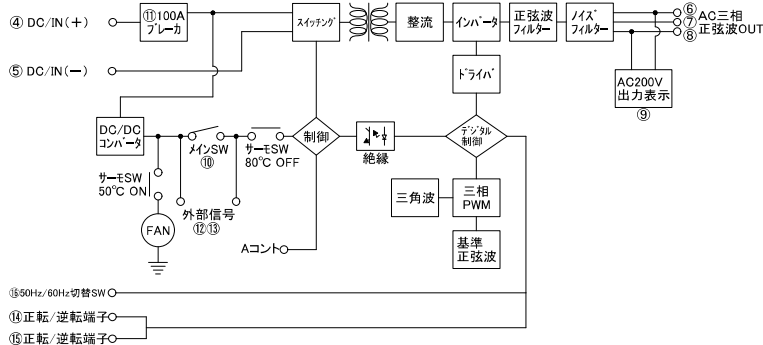 ④ DC/IN(+)
⑪100A
ブレーカ
スイッチング
整流
インバータ
正弦波
フィルター
ノイズ
フィルター
⑥
⑦
⑧
AC三相
正弦波OUT
⑤ DC/IN(−)
ドライバ
AC200V
出力表示
⑨
DC/DC
コンバータ
メインSW
⑩
サーモSW
80℃ OFF
制御
絶縁
デジタル
制御
サーモSW
50℃ ON
外部信号
⑫⑬
三角波
三相
PWM
FAN
Aコント
基準
正弦波
⑯50Hz/60Hz切替SW
⑭正転/逆転端子
⑮正転/逆転端子